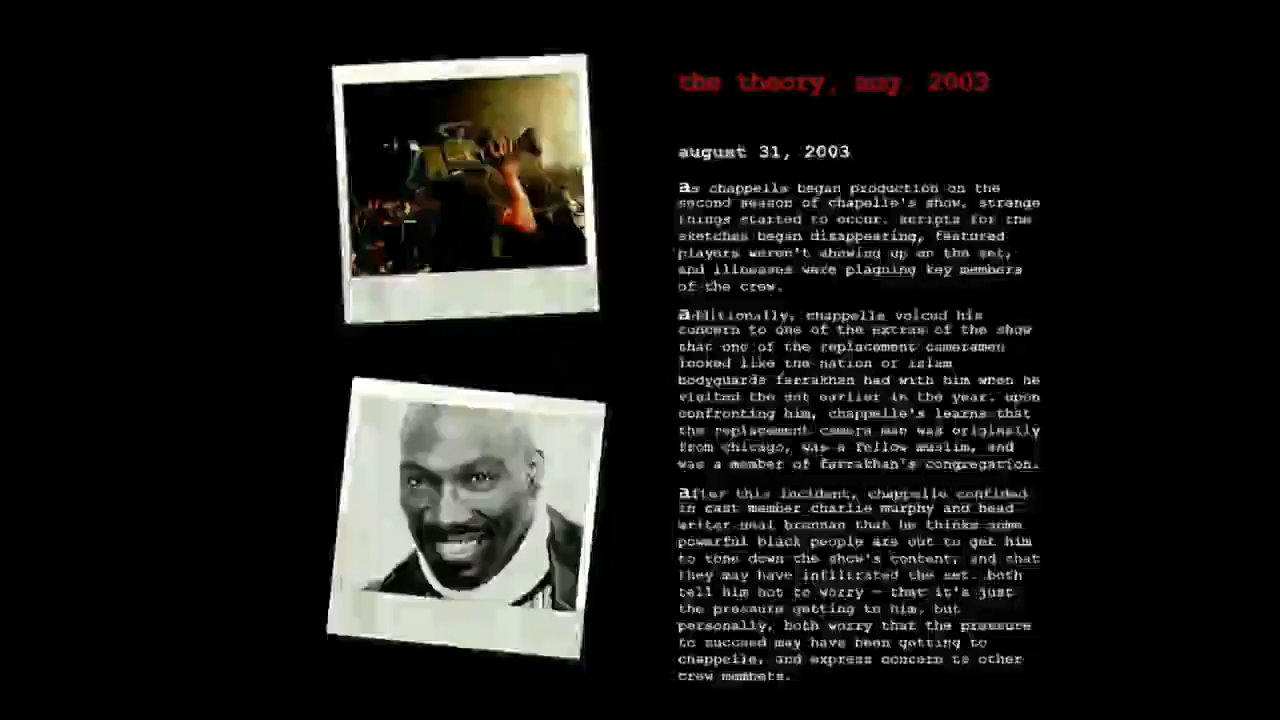 the theory, aug. 2003
august 31, 2003
as chappelle began production on the
second season of chapelle's show, strange
things started to occur. scripts for the
sketches began disappearing, featured
players weren't showing up on the set,
and illnesses were plaguing key members
of the crew.
additionally, chappelle voiced his
concern to one of the extras of the show
that one of the replacement cameramen
looked like the nation of islam
bodyguards farrakhan had with him when he
visited the set earlier in the year. upon
confronting him, chappelle's learns that
the replacement camera man was originally
from chicago, was a fellow muslim, and
was a member of farrakhan's congregation.
after this incident, chappelle confided
in cast member charlie murphy and head
writer neal brennan that he thinks some
powerful black people are out to get him
to tone down the show's content, and that
they may have infiltrated the set. both
tell him not to worry - that it's just
the pressure getting to him, but
personally, both worry that the pressure
to succeed may have been getting to
chappelle, and express concern to other
crew members.